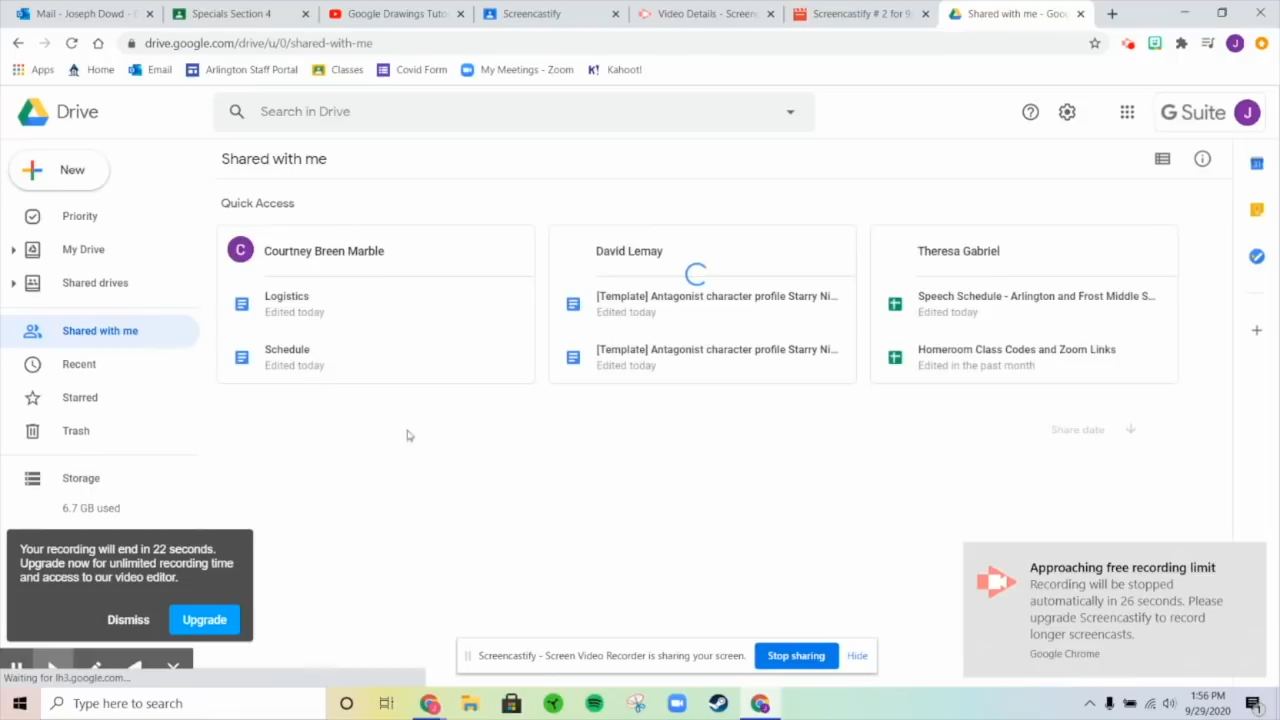 Mail - Joseph Dowd - D
Specials Section 4
Google Drawings Tuto
Screencastify
Video Details - Screen
Screencastify # 2 for 9
Shared with me - Goo
drive.google.com/drive/u/0/shared-with-me
J
Apps
Home
Email
Arlington Staff Portal
Classes
Covid Form
My Meetings - Zoom
K! Kahoot!
Drive
Search in Drive
G Suite
J
New
Shared with me
Priority
Quick Access
My Drive
C
Courtney Breen Marble
David Lemay
Theresa Gabriel
Shared drives
Logistics
Edited today
[Template] Antagonist character profile Starry Ni...
Edited today
Speech Schedule - Arlington and Frost Middle S...
Edited today
Shared with me
Schedule
Edited today
[Template] Antagonist character profile Starry Ni...
Edited today
Homeroom Class Codes and Zoom Links
Edited in the past month
Recent
Starred
Trash
Share date
Storage
6.7 GB used
Your recording will end in 22 seconds.
Upgrade now for unlimited recording time
and access to our video editor.
Dismiss
Upgrade
Approaching free recording limit
Recording will be stopped
automatically in 26 seconds. Please
upgrade Screencastify to record
longer screencasts.
Google Chrome
Screencastify - Screen Video Recorder is sharing your screen.
Stop sharing
Hide
Waiting for lh3.google.com...
Type here to search
1:56 PM
9/29/2020